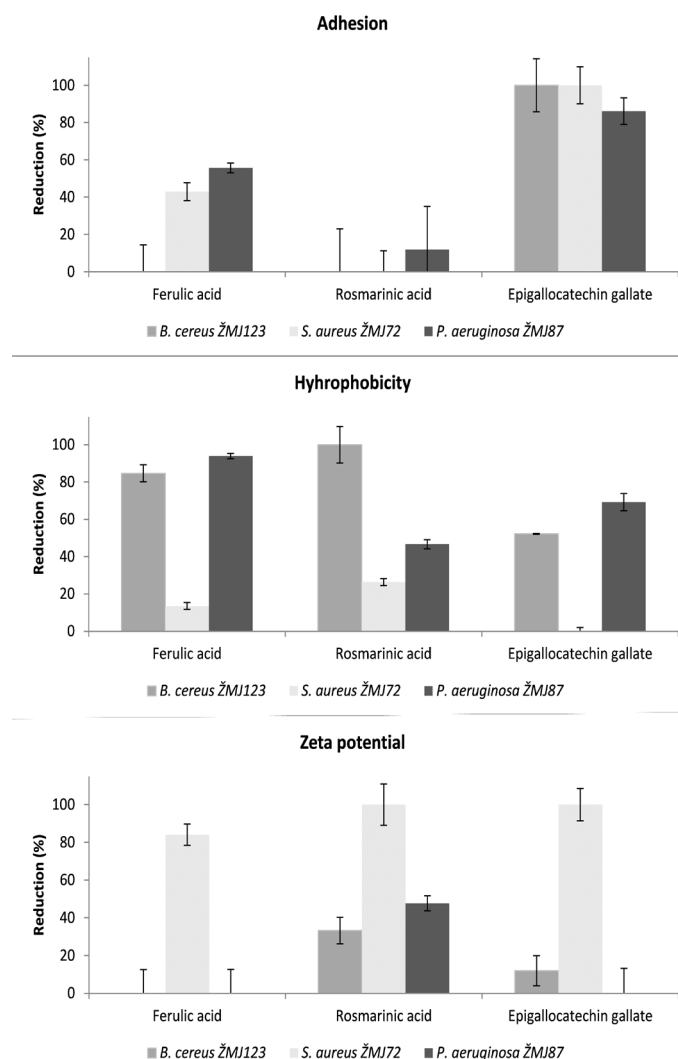 Adhesion
Reduction (%)
100
80
60
40
20
0
Ferulic acid Rosmarinic acid Epigallocatechin gallate
B. cereus ŽMJ123 S. aureus ŽMJ72 P. aeruginosa ŽMJ87
Hyhrophobicity
Reduction (%)
100
80
60
40
20
0
Ferulic acid Rosmarinic acid Epigallocatechin gallate
B. cereus ŽMJ123 S. aureus ŽMJ72 P. aeruginosa ŽMJ87
Zeta potential
Reduction (%)
100
80
60
40
20
0
Ferulic acid Rosmarinic acid Epigallocatechin gallate
B. cereus ŽMJ123 S. aureus ŽMJ72 P. aeruginosa ŽMJ87